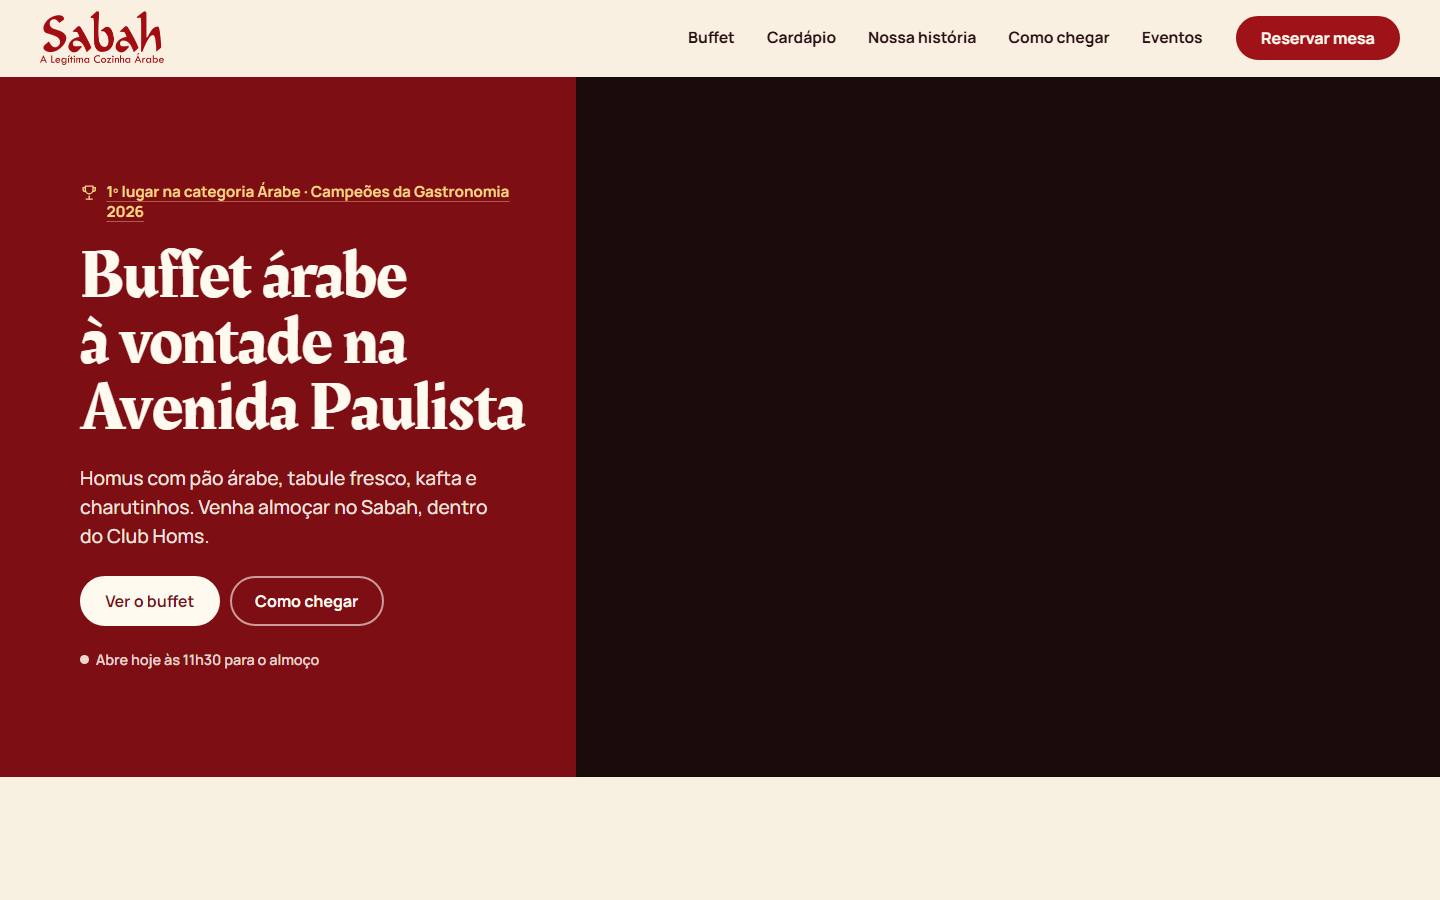 Sabah
A Legítima Cozinha Árabe
Buffet
Cardápio
Nossa história
Como chegar
Eventos
Reservar mesa
1º lugar na categoria Árabe · Campeões da Gastronomia
2026
Buffet árabe
à vontade na
Avenida Paulista
Homus com pão árabe, tabule fresco, kafta e
charutinhos. Venha almoçar no Sabah, dentro
do Club Homs.
Ver o buffet
Como chegar
Abre hoje às 11h30 para o almoço